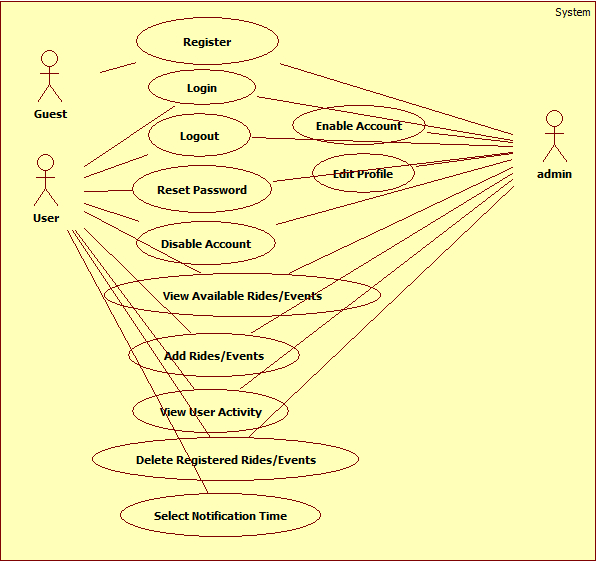 System
Register
Login
Guest
Enable Account
Logout
admin
Edit Profile
Reset Password
User
Disable Account
View Available Rides/Events
Add Rides/Events
View User Activity
Delete Registered Rides/Events
Select Notification Time